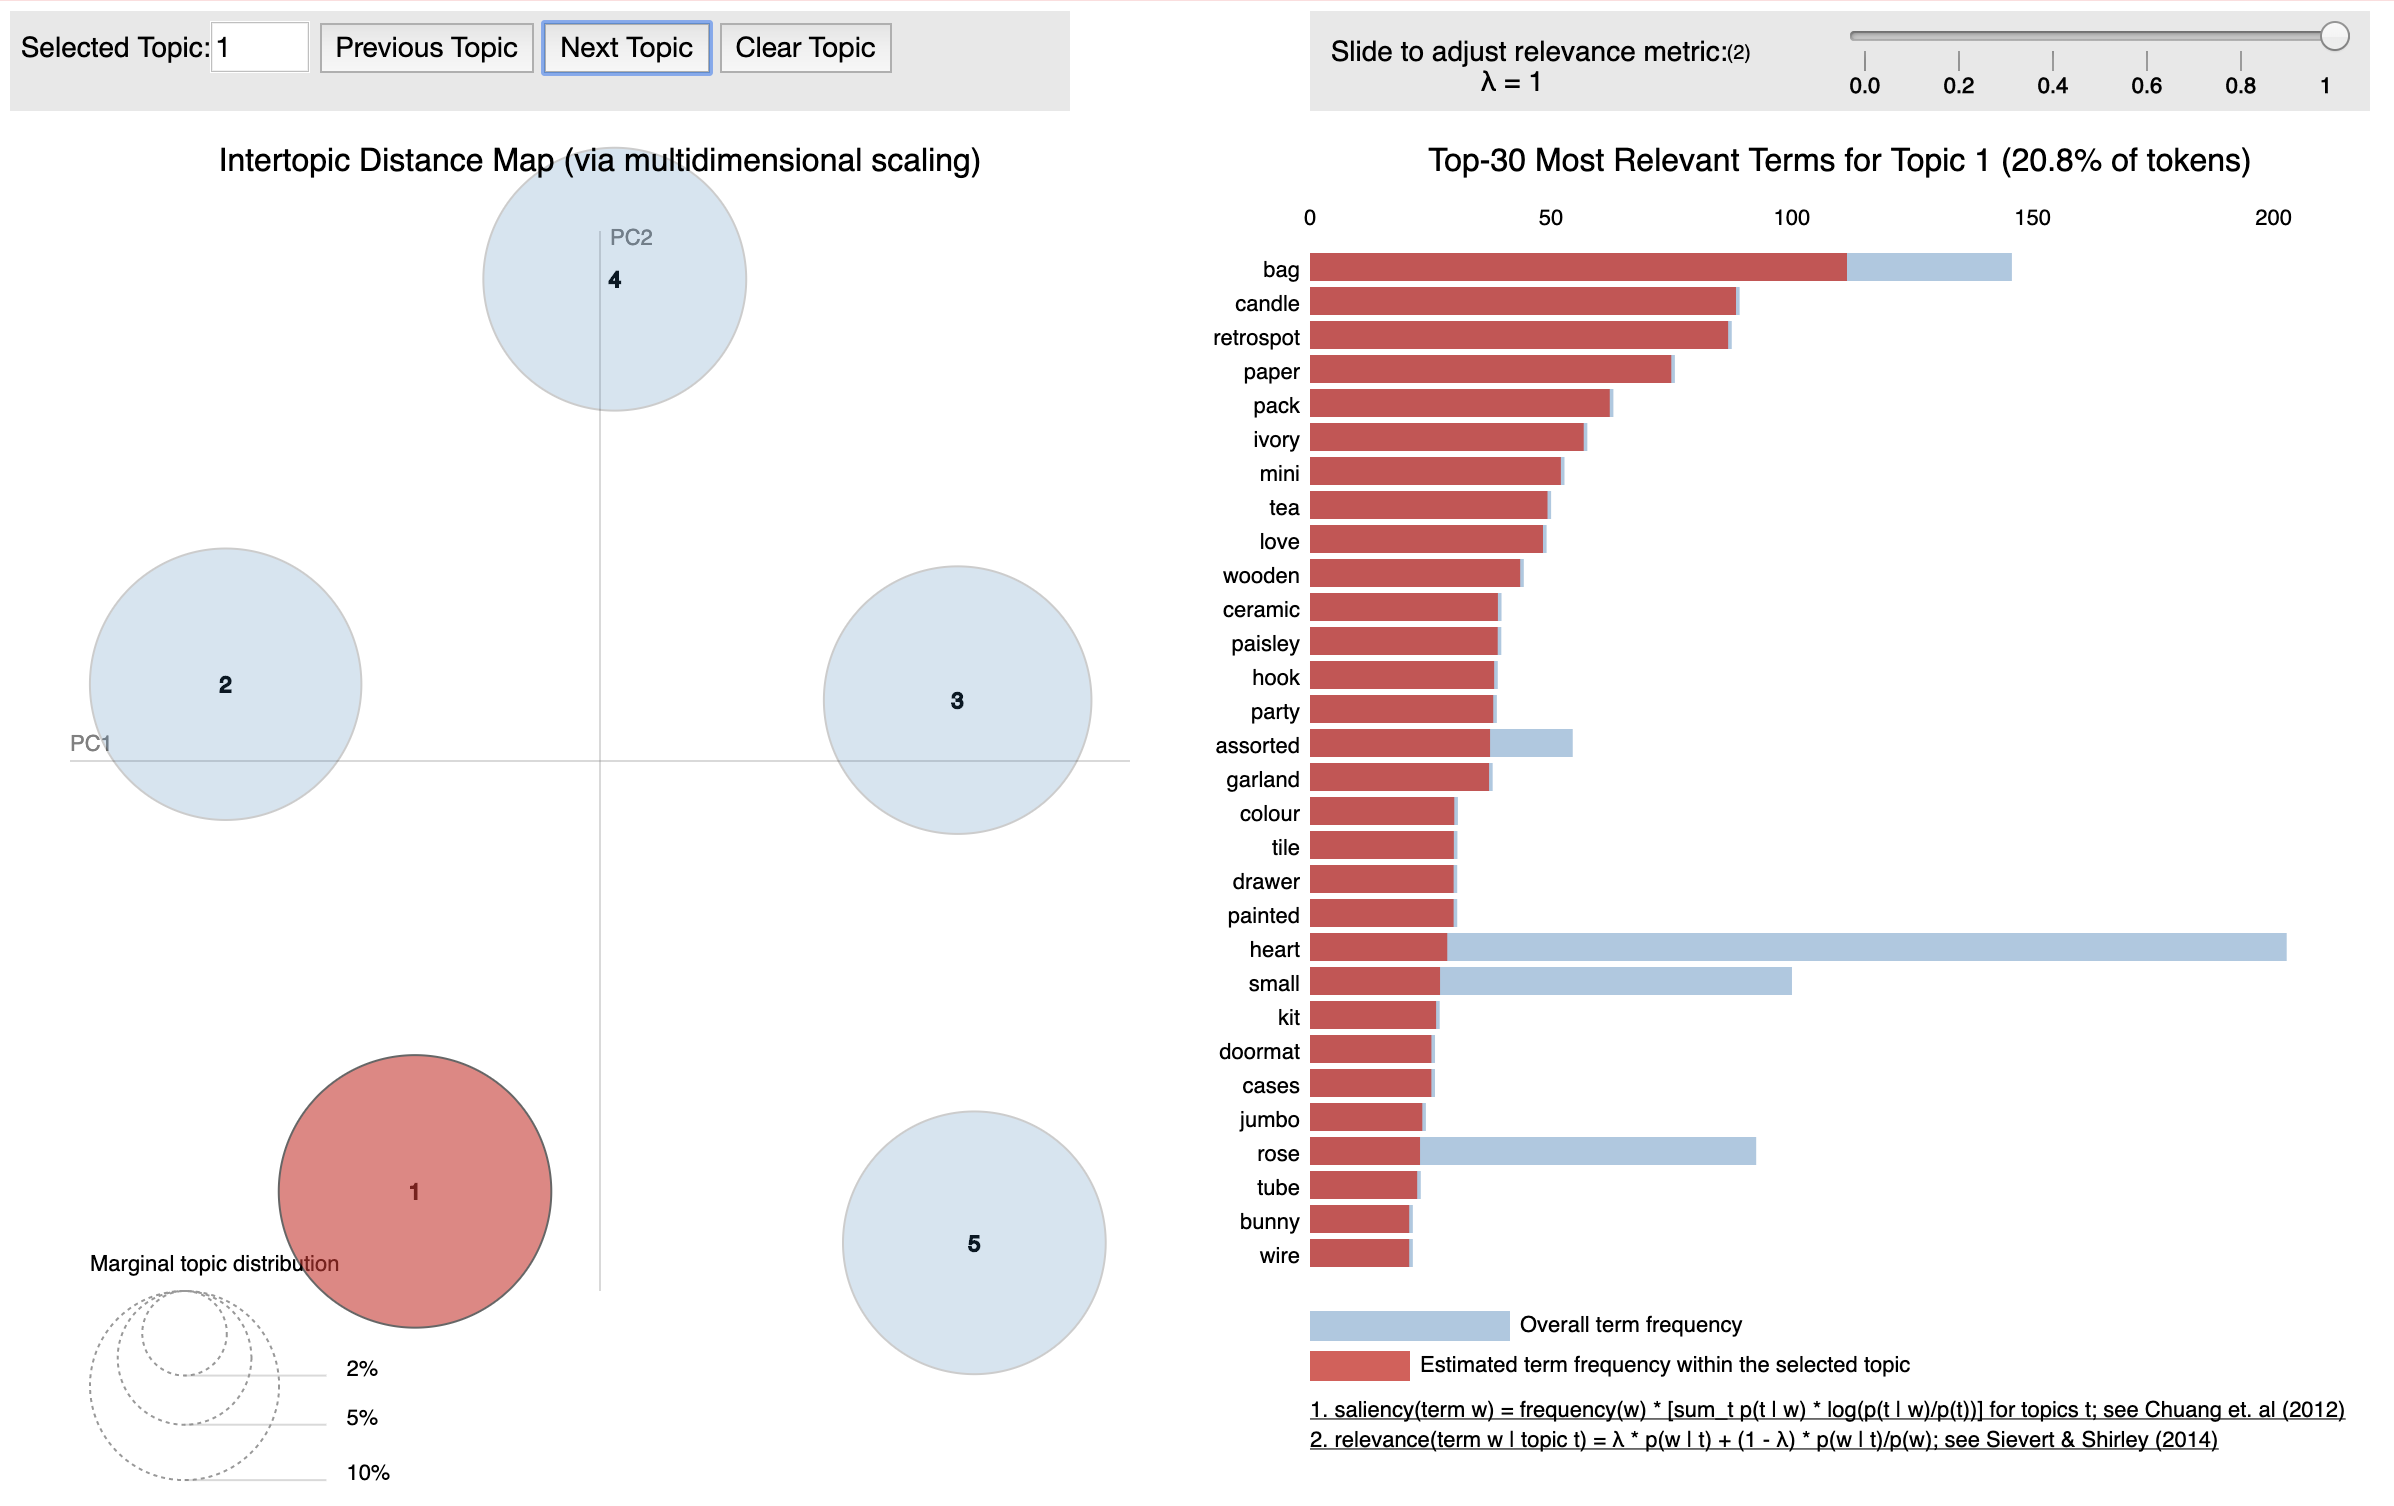 Selected Topic: 1 Previous Topic Next Topic Clear Topic
Slide to adjust relevance metric:(2)
λ = 1
0.0 0.2 0.4 0.6 0.8 1
Intertopic Distance Map (via multidimensional scaling)
PC2
4
2
3
PC1
1
5
Marginal topic distribution
2%
5%
10%
Top-30 Most Relevant Terms for Topic 1 (20.8% of tokens)
0 50 100 150 200
bag
candle
retrospot
paper
pack
ivory
mini
tea
love
wooden
ceramic
paisley
hook
party
assorted
garland
colour
tile
drawer
painted
heart
small
kit
doormat
cases
jumbo
rose
tube
bunny
wire
Overall term frequency
Estimated term frequency within the selected topic
1. saliency(term w) = frequency(w) * [sum_t p(t | w) * log(p(t | w)/p(t))] for topics t; see Chuang et. al (2012)
2. relevance(term w | topic t) = λ * p(w | t) + (1 - λ) * p(w | t)/p(w); see Sievert & Shirley (2014)